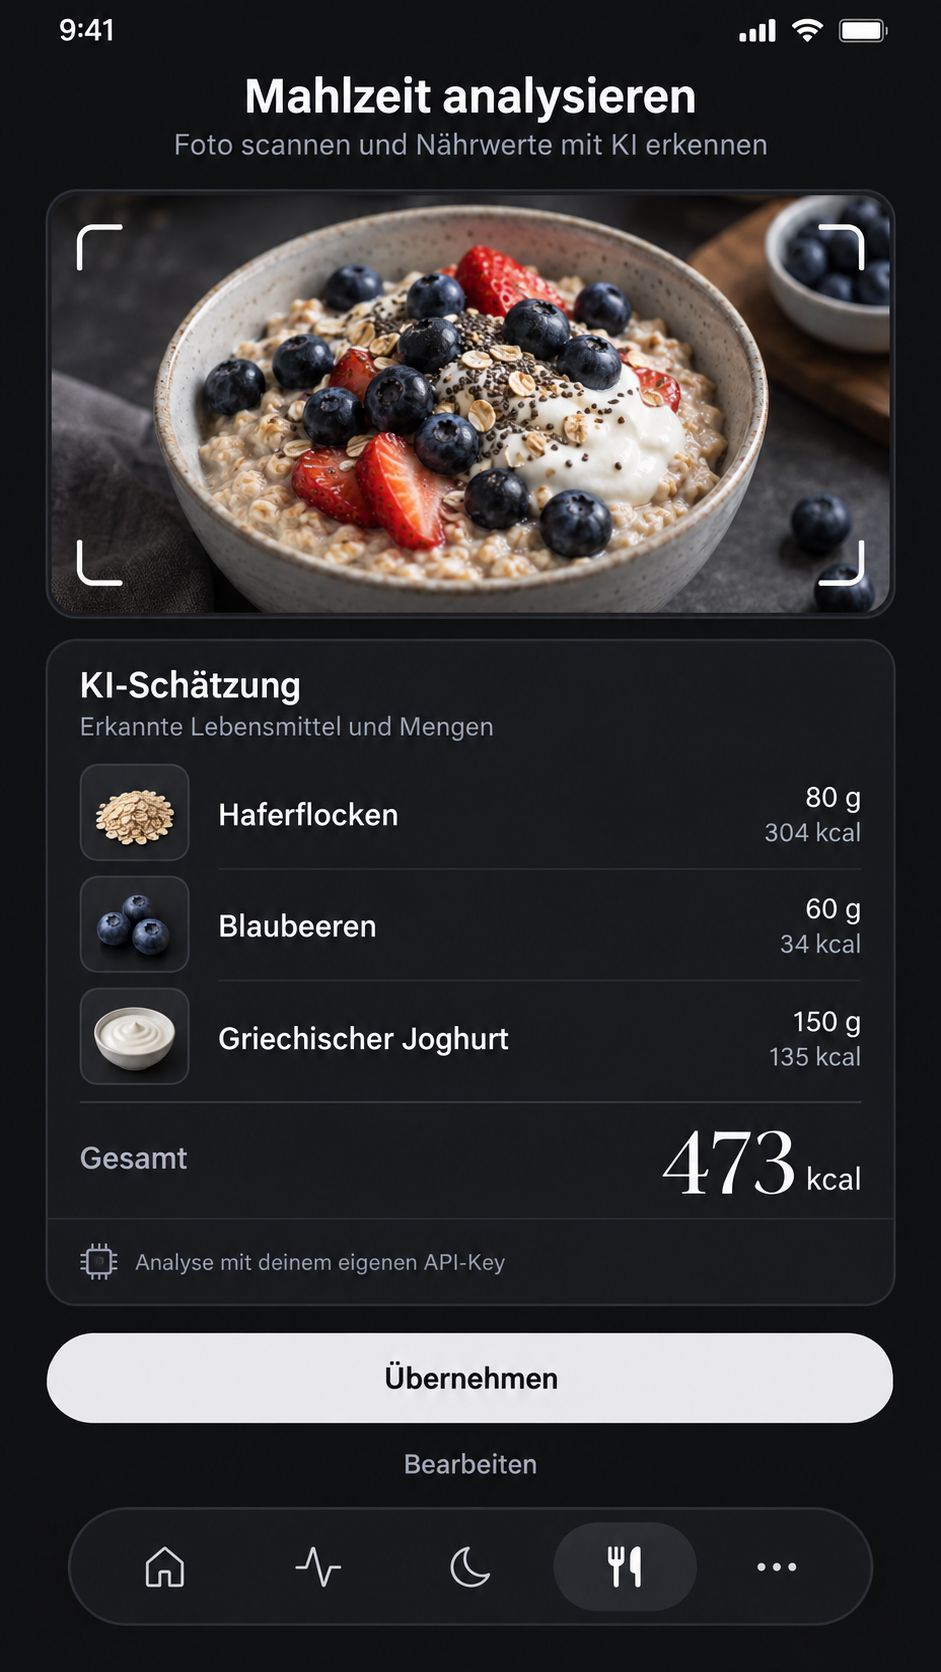 9:41
Mahlzeit analysieren
Foto scannen und Nährwerte mit KI erkennen
KI-Schätzung
Erkannte Lebensmittel und Mengen
Haferflocken
80 g
304 kcal
Blaubeeren
60 g
34 kcal
Griechischer Joghurt
150 g
135 kcal
Gesamt
473 kcal
Analyse mit deinem eigenen API-Key
Übernehmen
Bearbeiten